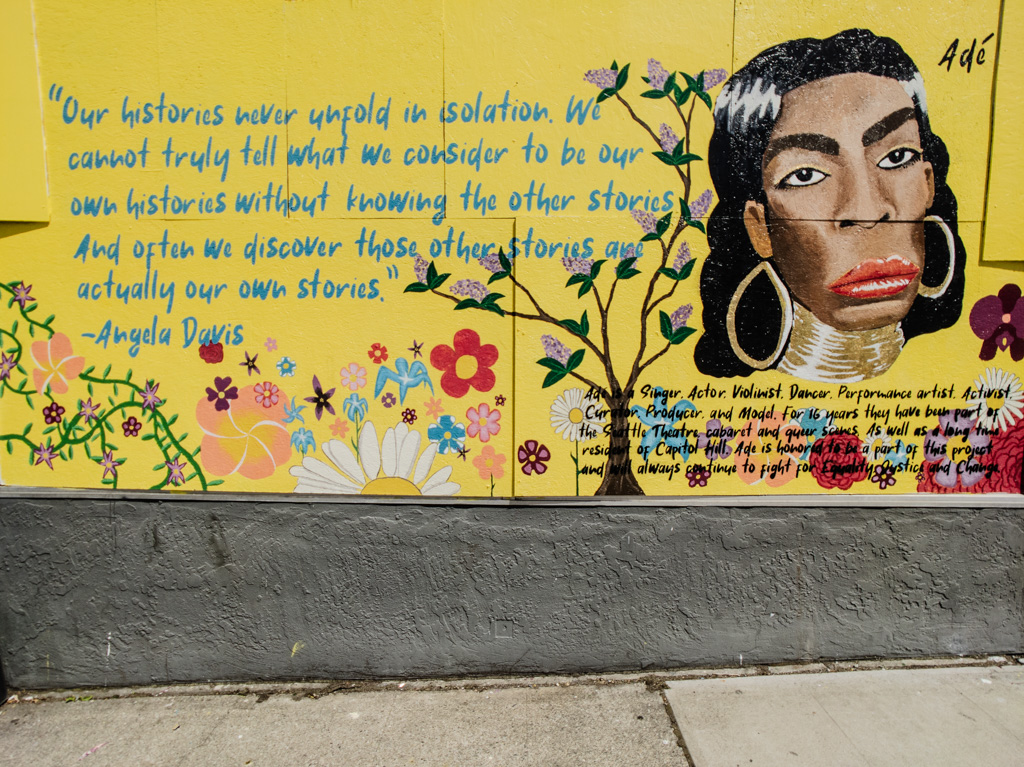 "Our histories never unfold in isolation. We
cannot truly tell what we consider to be our
own histories without knowing the other stories.
And often we discover those other stories are
actually our own stories."
-Angela Davis
Adé
Ade is a Singer. Actor. Violinist. Dancer. Performance artist. Activist.
Curator. Producer. and Model. For 16 years they have been part of
the Seattle Theatre, cabaret and queer scenes. As well as a long time
resident of Capitol Hill, Ade is honored to be a part of this project
and will always continue to fight for Equality, Justice and Change.